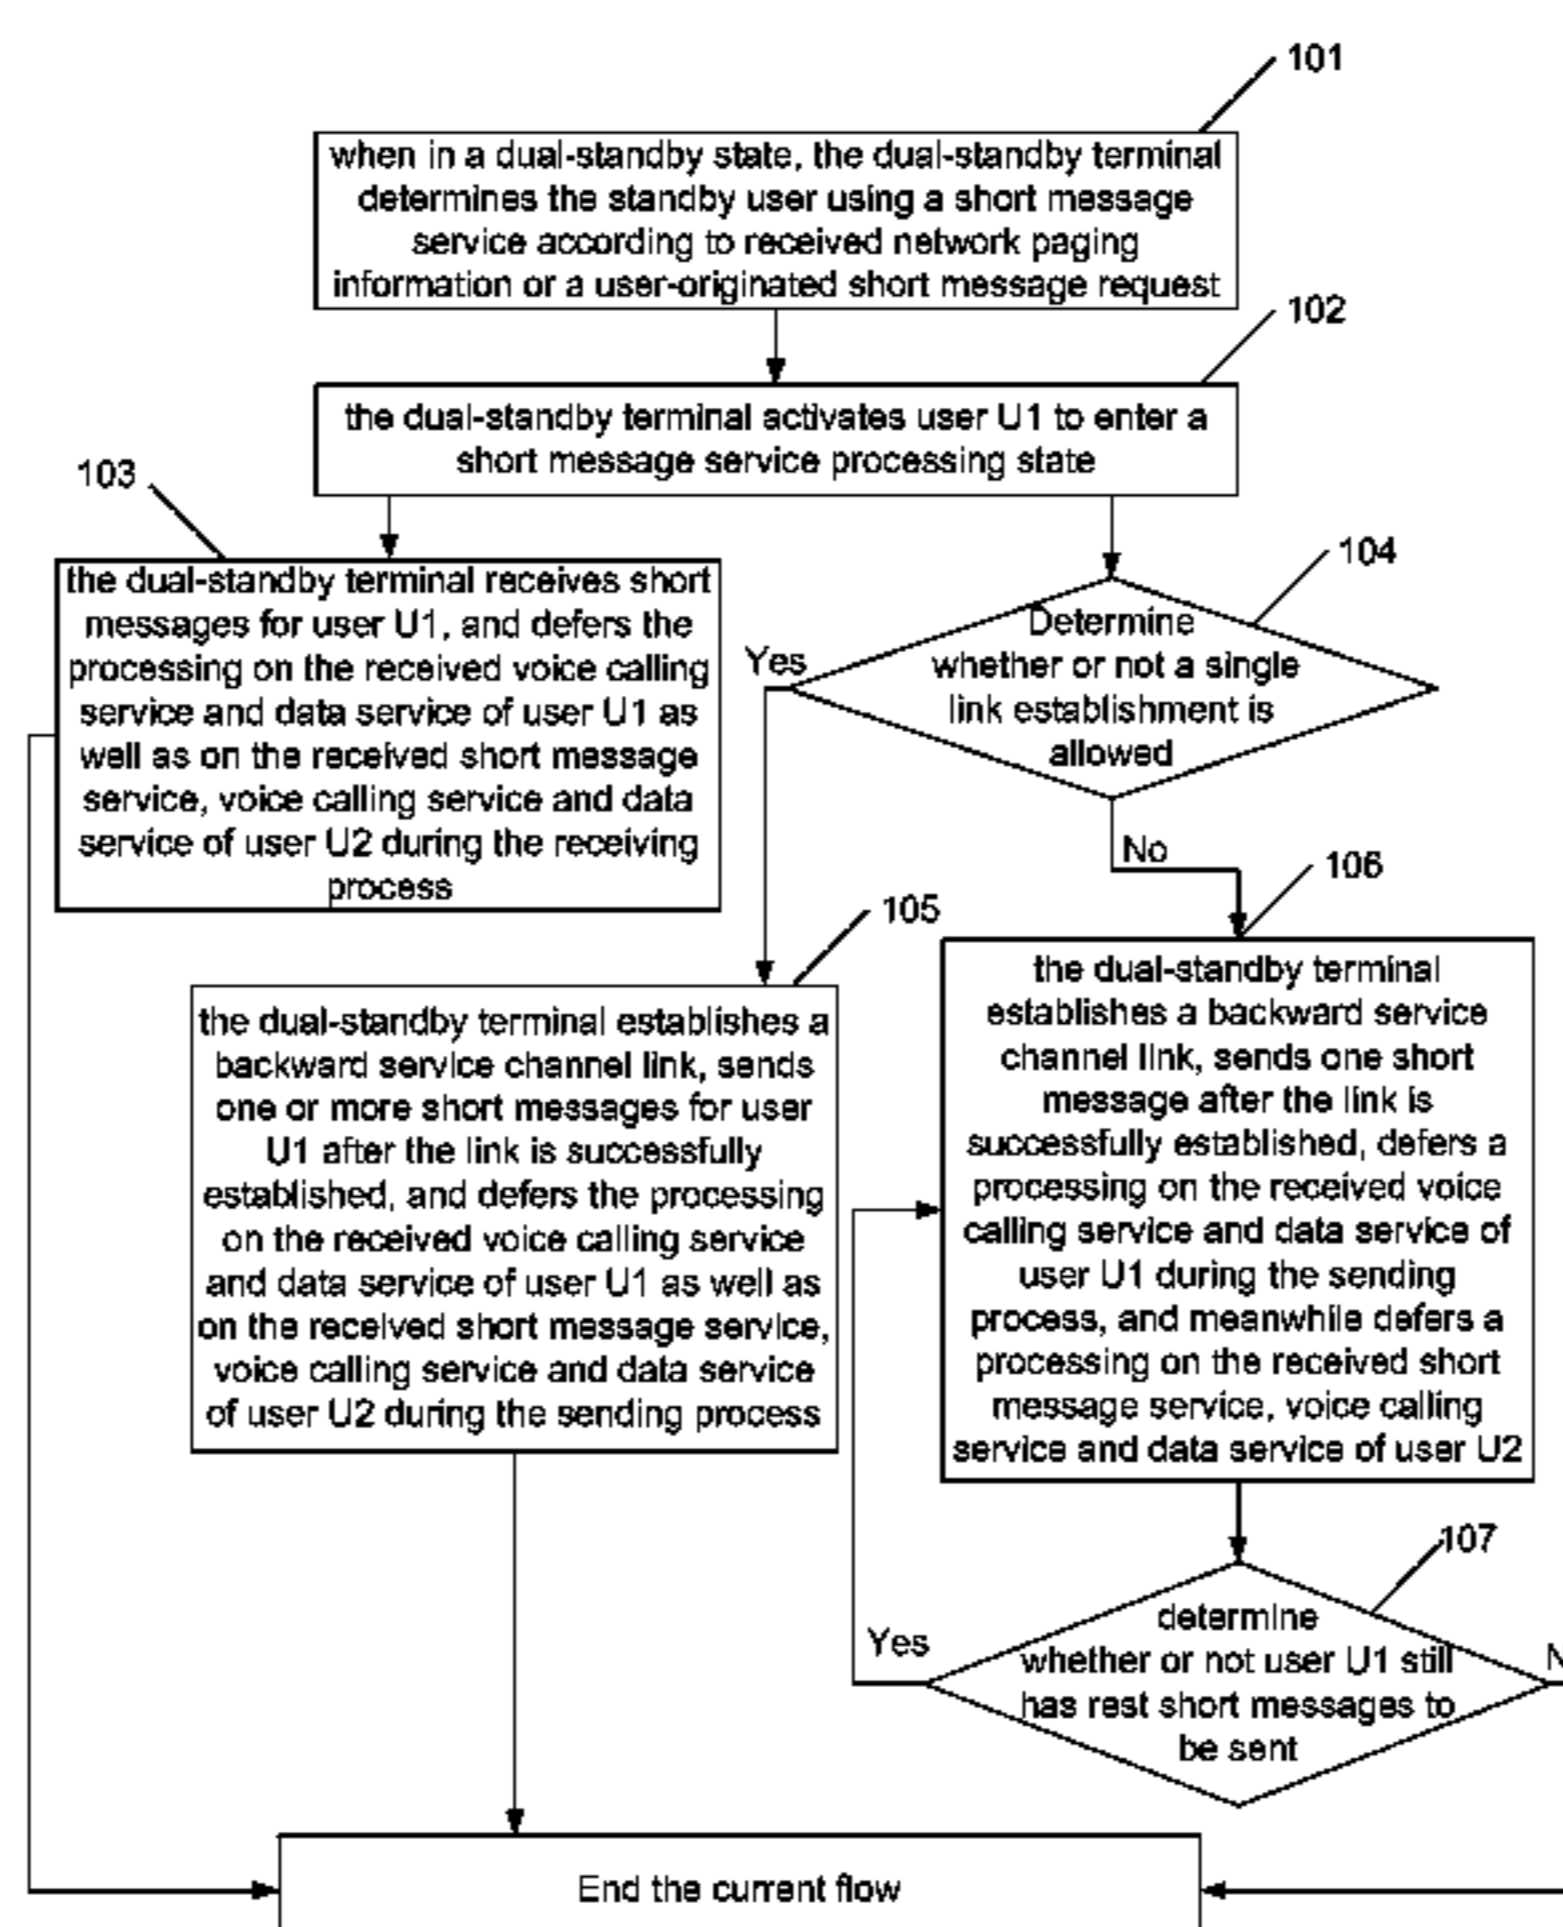 101
when in a dual-standby state, the dual-standby terminal
determines the standby user using a short message
service according to received network paging
information or a user-originated short message request
102
the dual-standby terminal activates user U1 to enter a
short message service processing state
103
the dual-standby terminal receives short
messages for user U1, and defers the
processing on the received voice calling
service and data service of user U1 as
well as on the received short message
service, voice calling service and data
service of user U2 during the receiving
process
104
Determine
whether or not a single
link establishment is
allowed
Yes
No
105
the dual-standby terminal establishes a
backward service channel link, sends
one or more short messages for user
U1 after the link is successfully
established, and defers the processing
on the received voice calling service
and data service of user U1 as well as
on the received short message service,
voice calling service and data service
of user U2 during the sending process
106
the dual-standby terminal
establishes a backward service
channel link, sends one short
message after the link is
successfully established, defers a
processing on the received voice
calling service and data service of
user U1 during the sending
process, and meanwhile defers a
processing on the received short
message service, voice calling
service and data service of user U2
107
determine
whether or not user U1 still
has rest short messages to
be sent
Yes
End the current flow